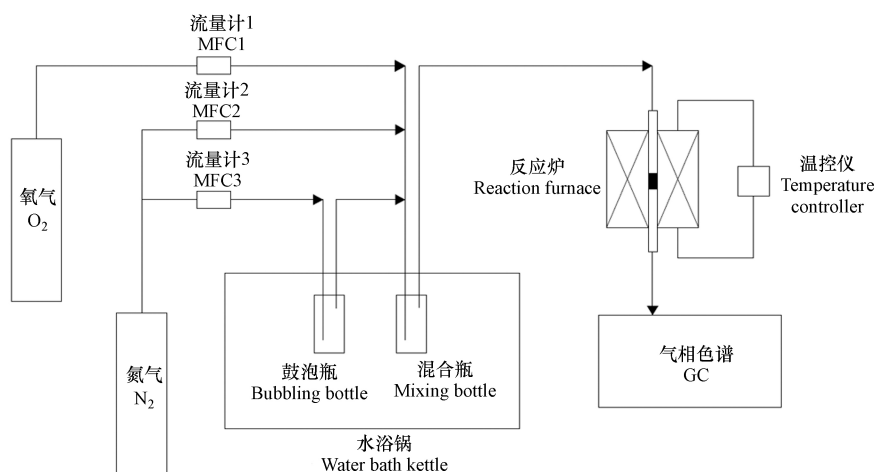 流量计1
MFC1
流量计2
MFC2
流量计3
MFC3
氧气
O₂
氮气
N₂
鼓泡瓶
Bubbling bottle
混合瓶
Mixing bottle
水浴锅
Water bath kettle
反应炉
Reaction furnace
温控仪
Temperature
controller
气相色谱
GC